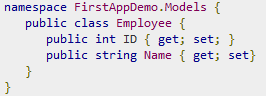 namespace FirstAppDemo.Models {
public class Employee {
public int ID { get; set; }
public string Name { get; set}
}
}